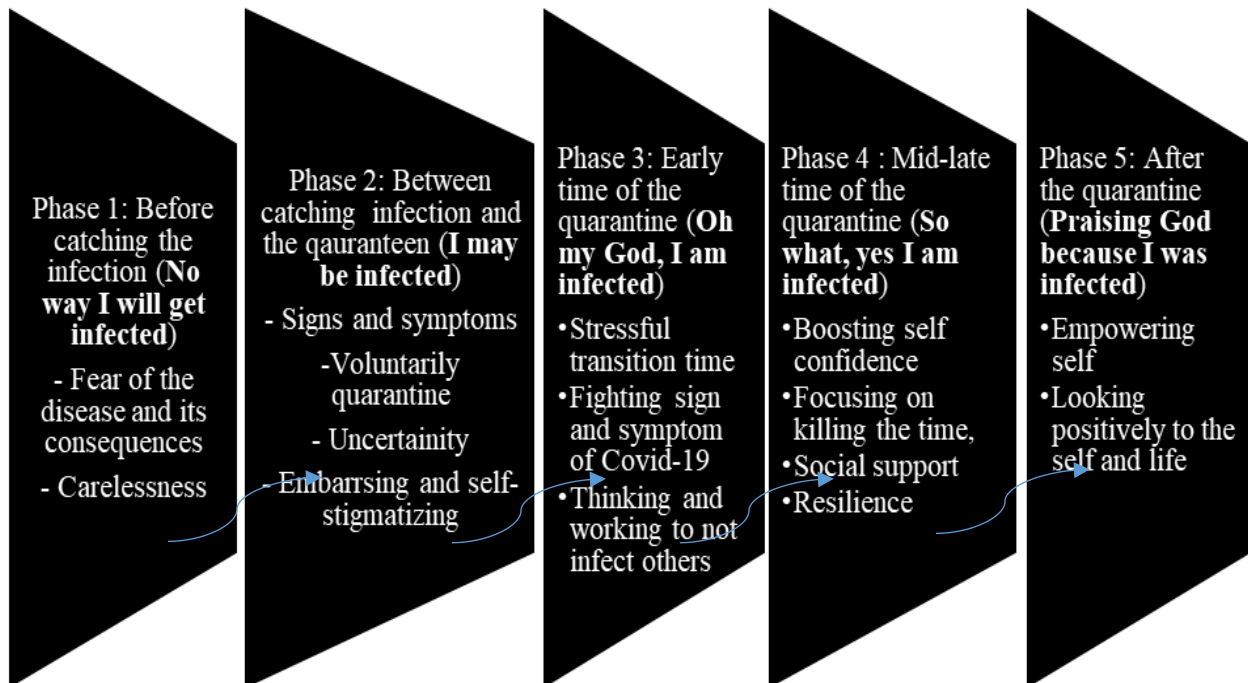 Phase 1: Before
catching the
infection (No
way I will get
infected)
- Fear of the
disease and its
consequences
- Carelessness
Phase 2: Between
catching infection and
the qauranteen (I may
be infected)
- Signs and symptoms
-Voluntarily
quarantine
- Uncertainity
- Embarrsing and self-
stigmatizing
Phase 3: Early
time of the
quarantine (Oh
my God, I am
infected)
•Stressful
transition time
•Fighting sign
and symptom
of Covid-19
•Thinking and
working to not
infect others
Phase 4 : Mid-late
time of the
quarantine (So
what, yes I am
infected)
•Boosting self
confidence
•Focusing on
killing the time,
•Social support
•Resilience
Phase 5: After
the quarantine
(Praising God
because I was
infected)
•Empowering
self
•Looking
positively to the
self and life